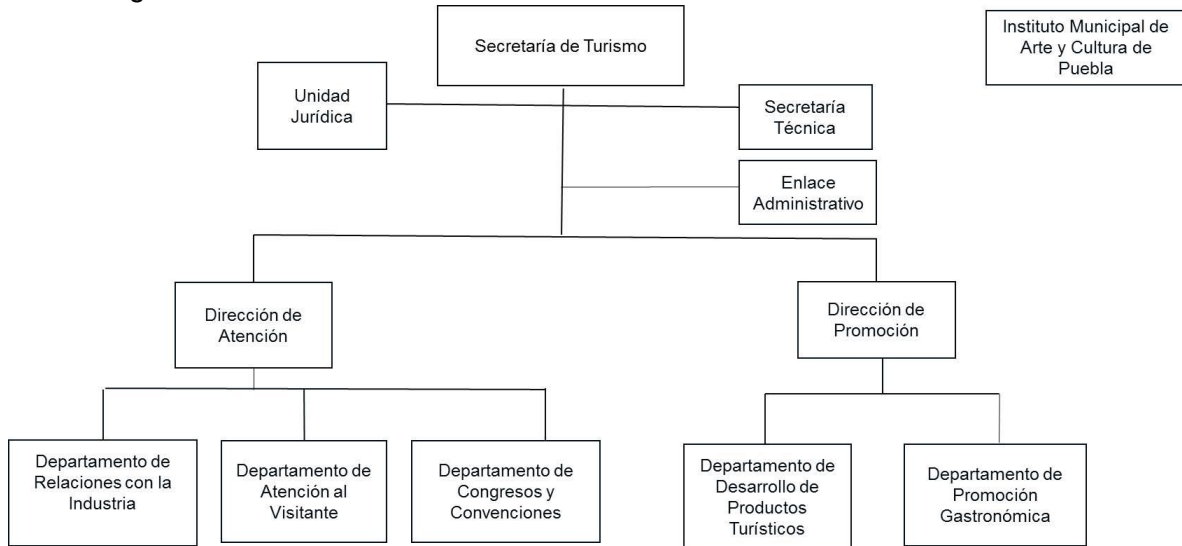 Secretaría de Turismo
Instituto Municipal de
Arte y Cultura de
Puebla
Unidad
Jurídica
Secretaría
Técnica
Enlace
Administrativo
Dirección de
Atención
Dirección de
Promoción
Departamento de
Relaciones con la
Industria
Departamento de
Atención al
Visitante
Departamento de
Congresos y
Convenciones
Departamento de
Desarrollo de
Productos
Turísticos
Departamento de
Promoción
Gastronómica